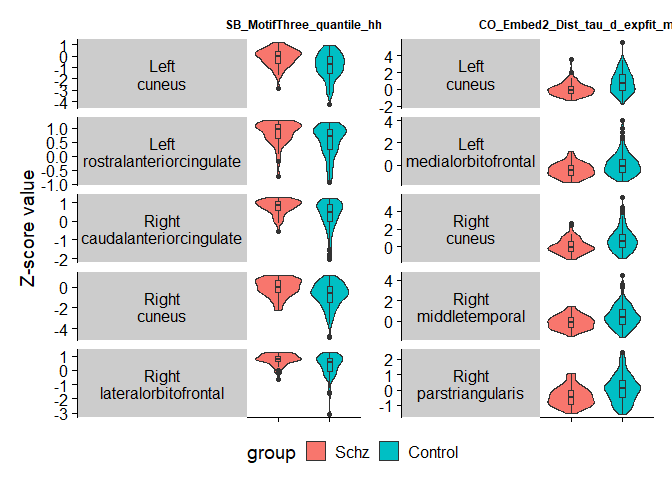 SB_MotifThree_quantile_hh
CO_Embed2_Dist_tau_d_expfit_m
Z-score value
1
0
-1
-2
-3
-4
Left
cuneus
1.0
0.5
0.0
-0.5
-1.0
Left
rostralanteriorcingulate
1
0
-1
-2
Right
caudalanteriorcingulate
0
-2
-4
Right
cuneus
1
0
-1
-2
-3
Right
lateralorbitofrontal
4
2
0
-2
Left
cuneus
4
2
0
Left
medialorbitofrontal
4
2
0
Right
cuneus
4
2
0
Right
middletemporal
2
1
0
-1
Right
parstriangularis
group Schz Control